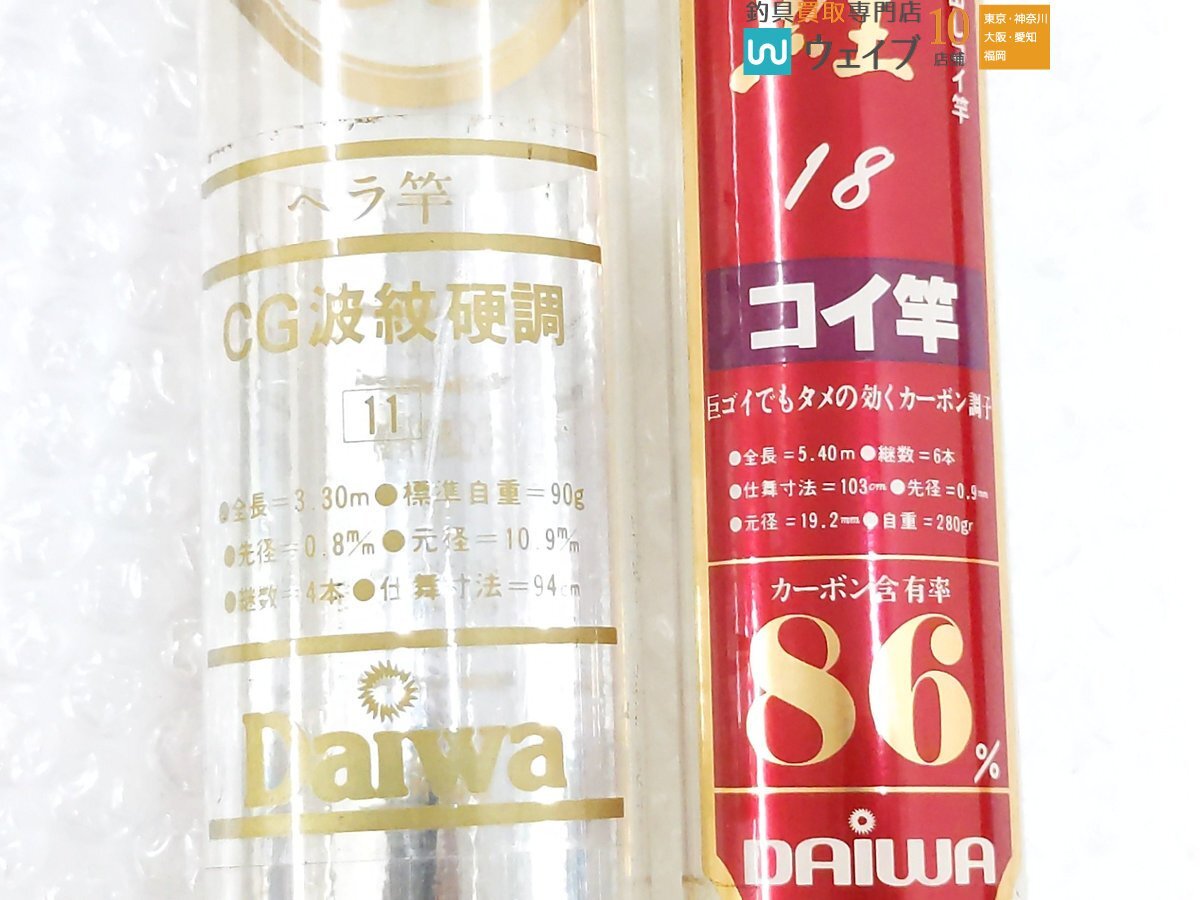 釣具買取専門店
ウェイブ
10
店舗
東京・神奈川
大阪・愛知
福岡
ヘラ竿
CG波紋硬調
11
●全長=3.30m●標準自重=90g
●先径=0.8m/m●元径=10.9m/m
●継数=4本●仕舞寸法=94cm
Daiwa
イ竿
18
コイ竿
巨ゴイでもタメの効くカーボン調子
●全長=5.40m●継数=6本
●仕舞寸法=103cm●先径=0.9mm
●元径=19.2mm●自重=280gr
カーボン含有率
86%
DAIWA